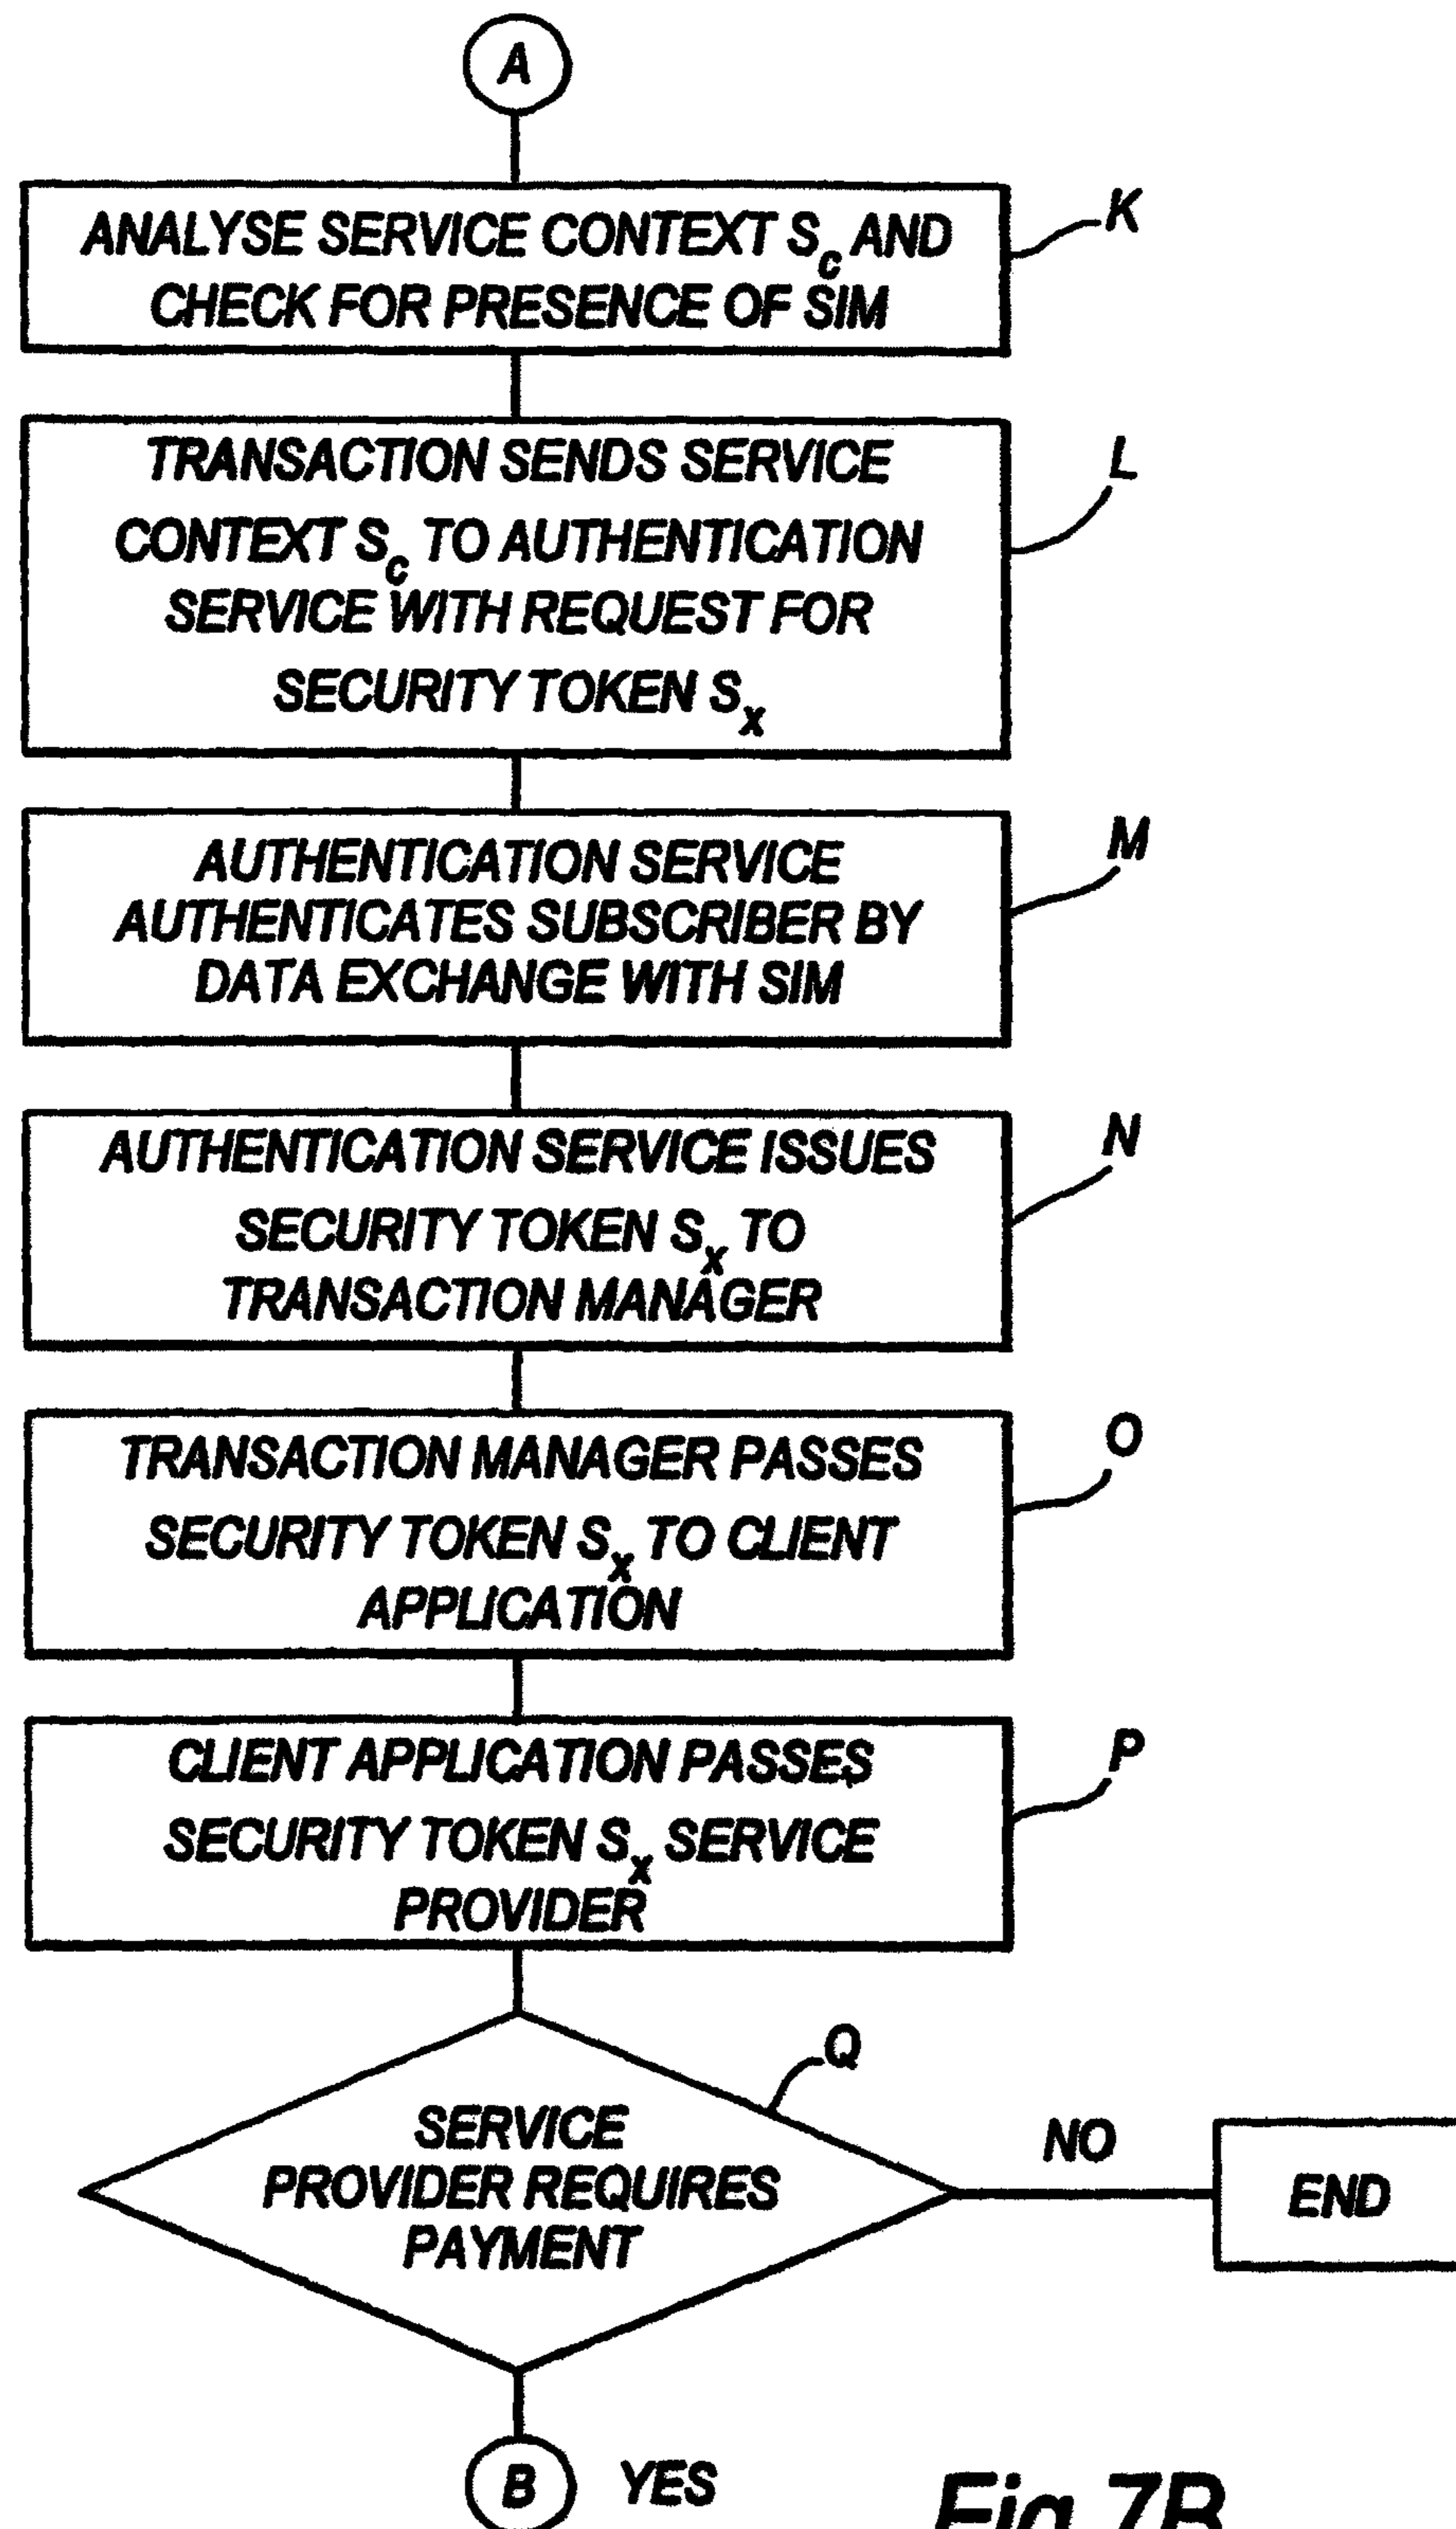 A
ANALYSE SERVICE CONTEXT Sc AND
K
CHECK FOR PRESENCE OF SIM
TRANSACTION SENDS SERVICE
L
CONTEXT Sc TO AUTHENTICATION
SERVICE WITH REQUEST FOR
SECURITY TOKEN Sx
AUTHENTICATION SERVICE
M
AUTHENTICATES SUBSCRIBER BY
DATA EXCHANGE WITH SIM
AUTHENTICATION SERVICE ISSUES
N
SECURITY TOKEN Sx TO
TRANSACTION MANAGER
TRANSACTION MANAGER PASSES
O
SECURITY TOKEN Sx TO CLIENT
APPLICATION
CLIENT APPLICATION PASSES
P
SECURITY TOKEN Sx SERVICE
PROVIDER
Q
SERVICE
PROVIDER REQUIRES
PAYMENT
NO
END
B
YES
Fig.7B